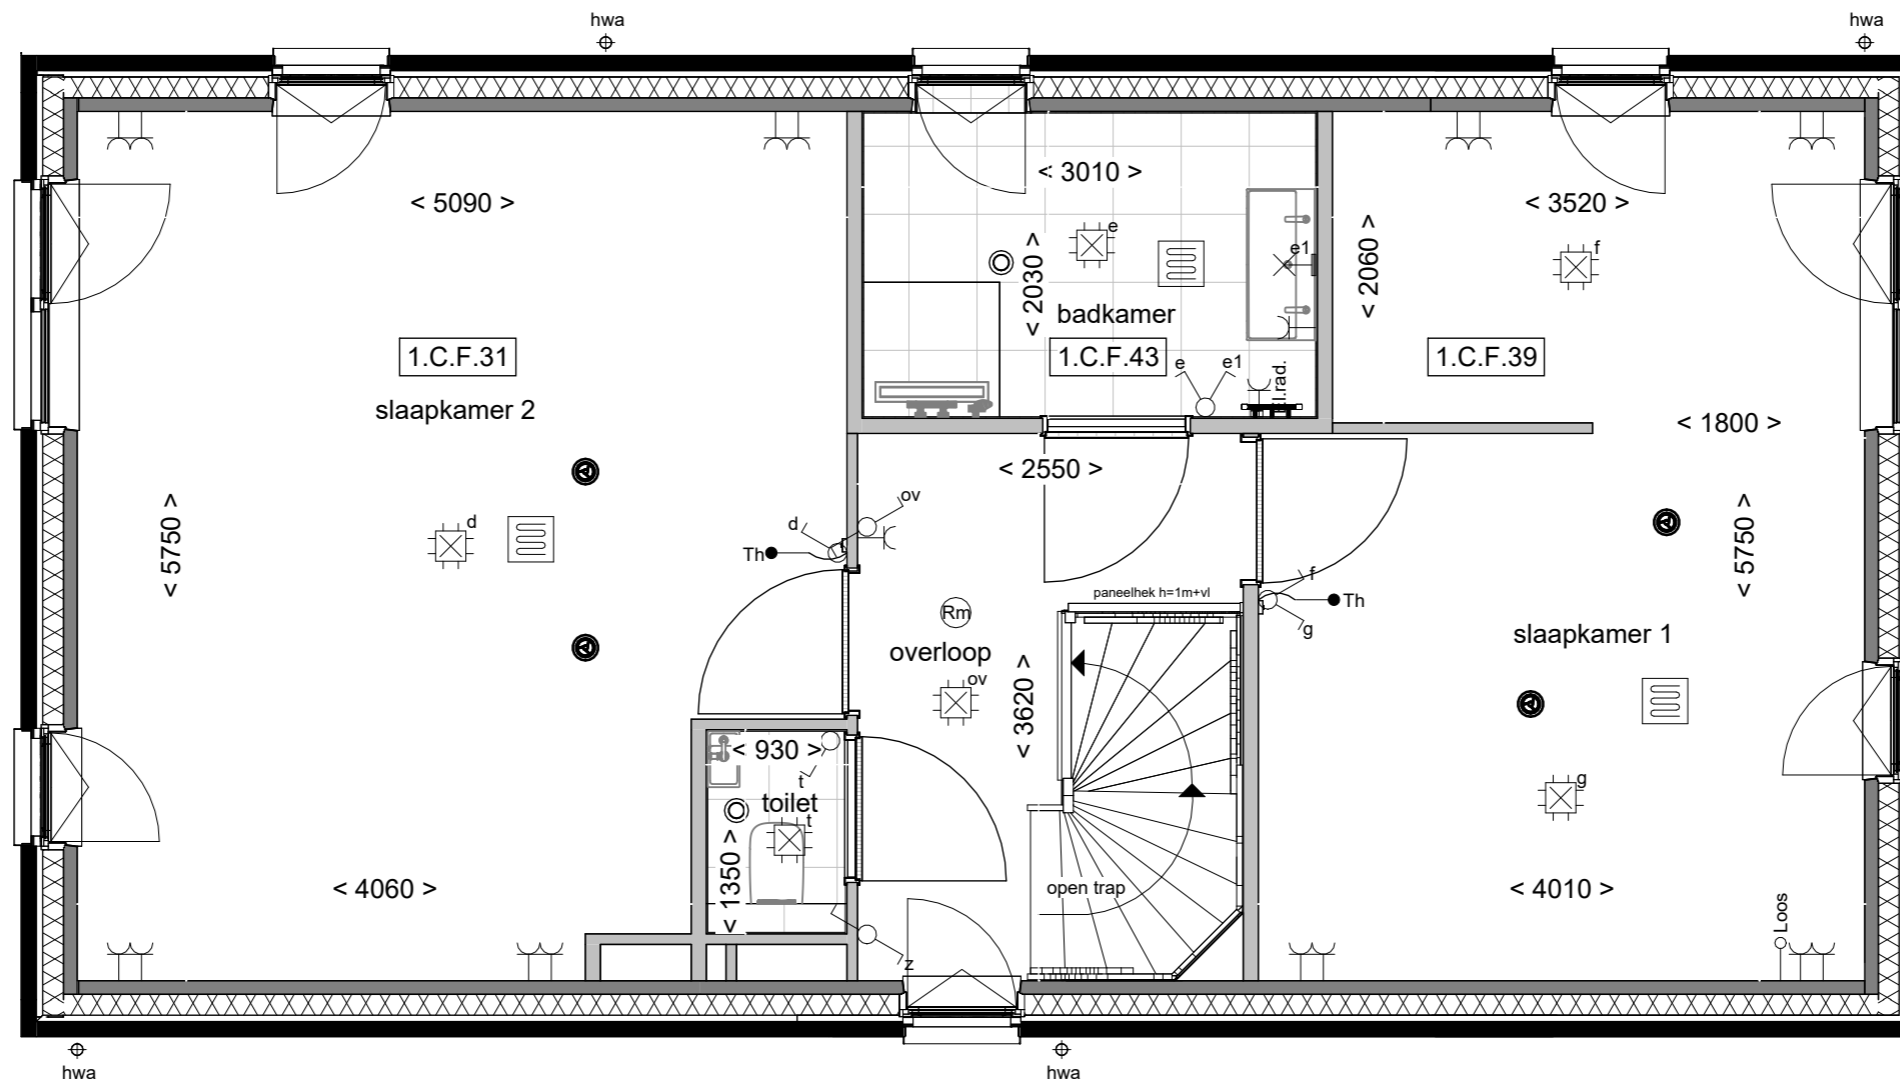 hwa
hwa
< 5090 >
< 3010 >
< 3520 >
e
e1
f
< 2030 >
< 2060 >
badkamer
1.C.F.31
1.C.F.43
1.C.F.39
slaapkamer 2
e
e1
El.rad.
< 1800 >
< 2550 >
ov
d
d
Th
< 5750 >
< 5750 >
f
Th
g
paneelhek h=1m+vl
Rm
overloop
ov
slaapkamer 1
< 3620 >
< 930 >
t
toilet
t
g
< 1350 >
< 4060 >
open trap
< 4010 >
Loos
z
hwa
hwa